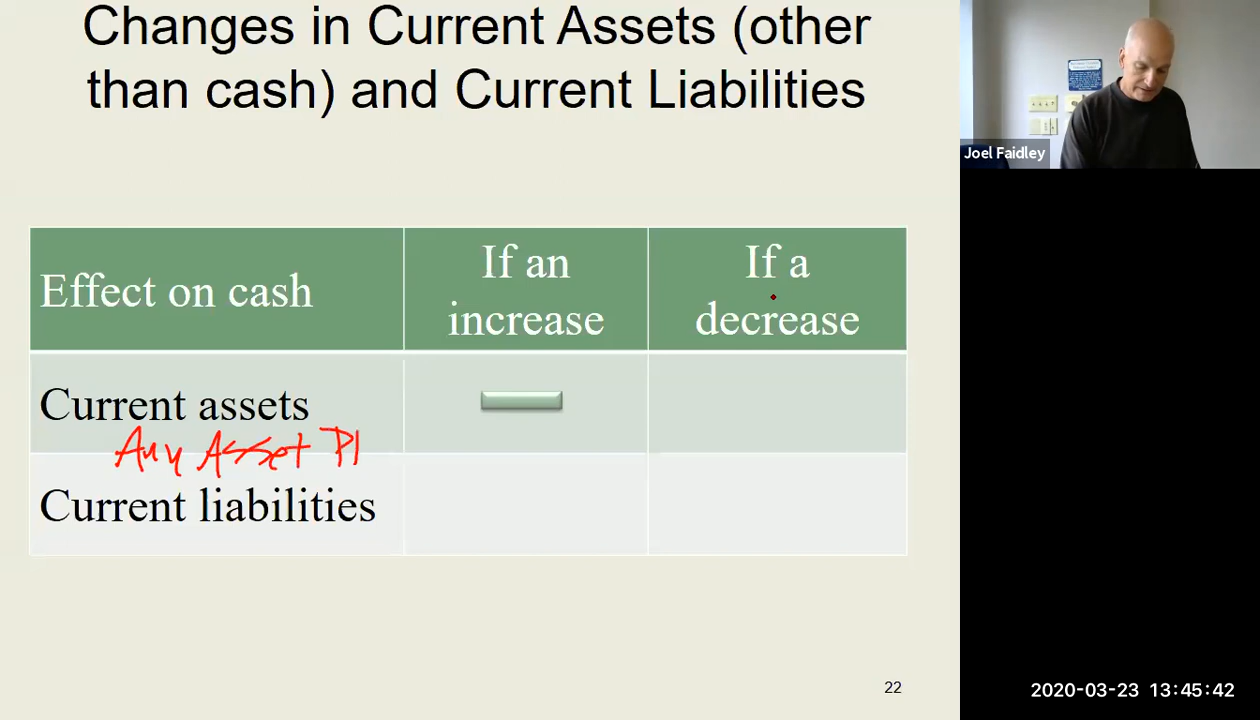 Changes in Current Assets (other
than cash) and Current Liabilities
Joel Faidley
Effect on cash
If an
increase
If a
decrease
Current assets
Any Asset Pl
Current liabilities
22
2020-03-23 13:45:42